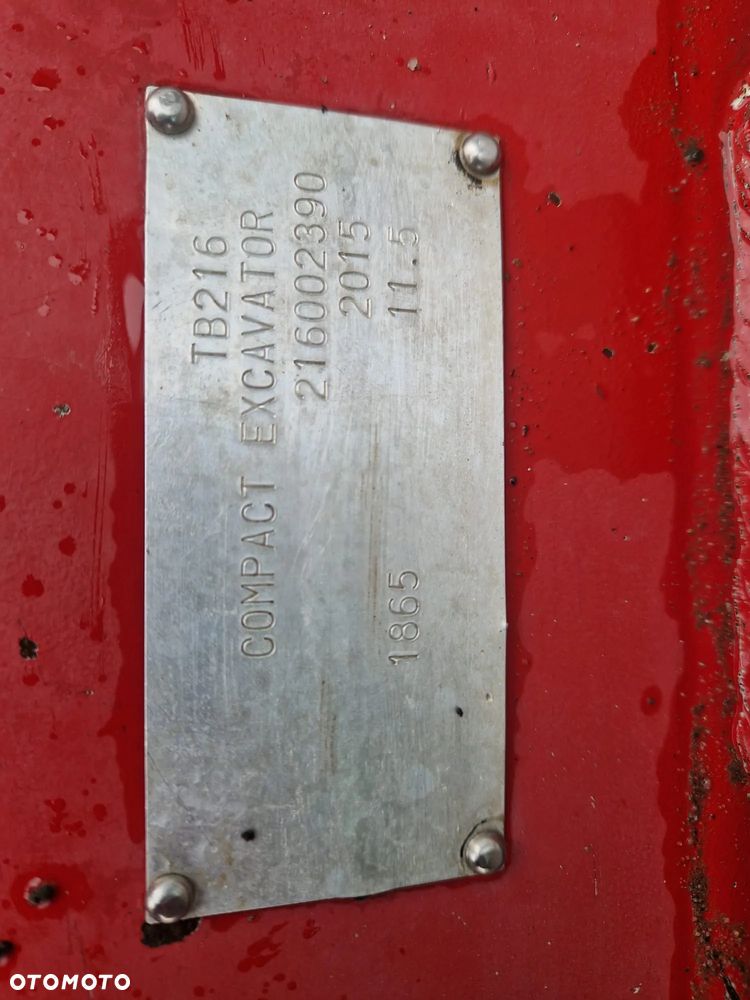 TB216
COMPACT EXCAVATOR
216002390
2015
1865 11.5
OTOMOTO